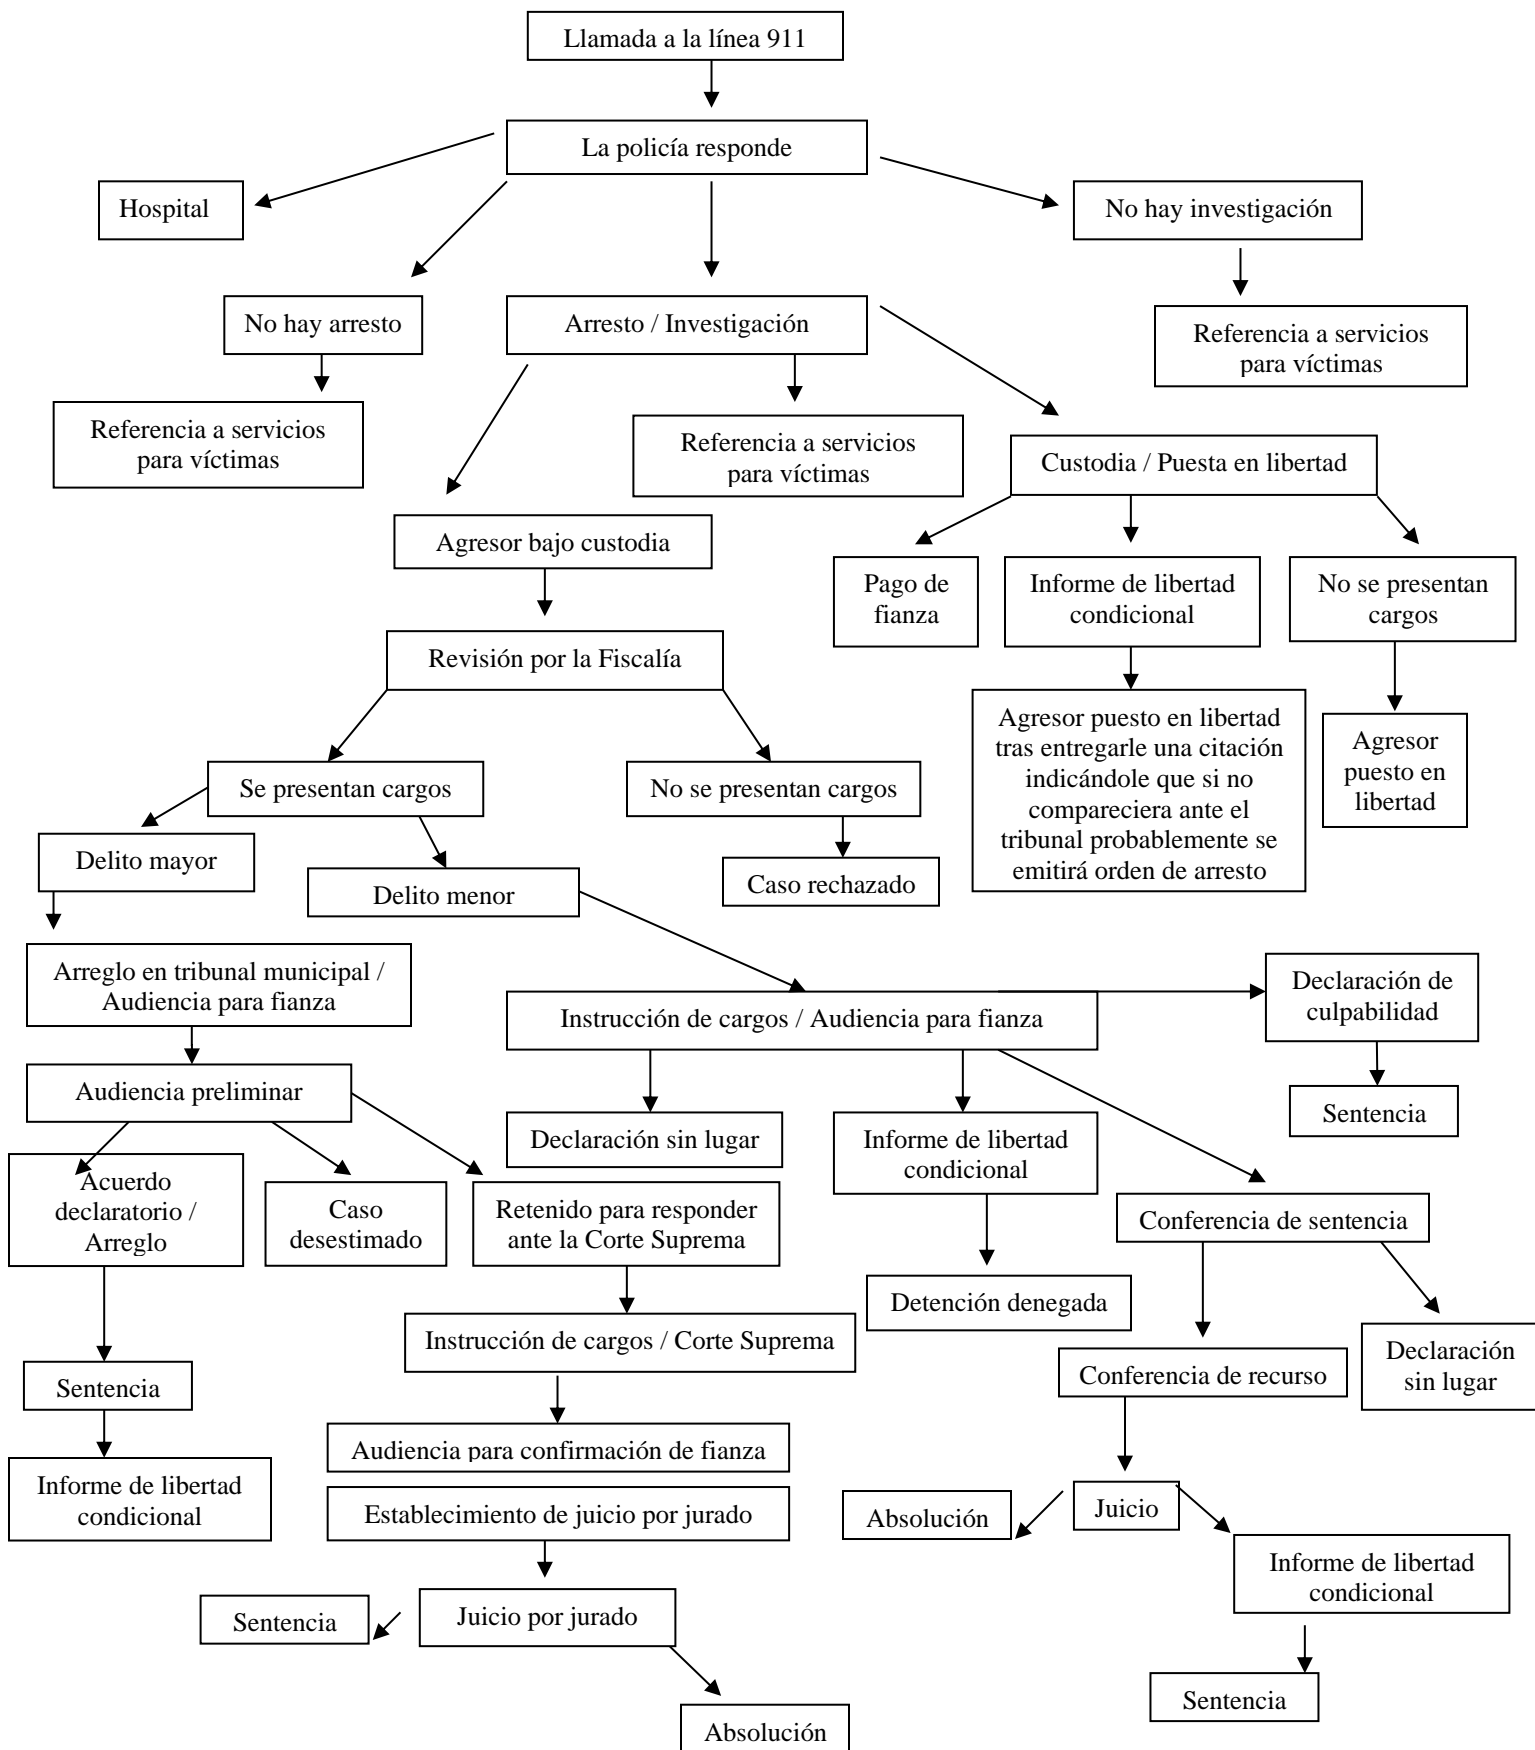 Llamada a la línea 911
La policía responde
Hospital
No hay investigación
No hay arresto
Arresto / Investigación
Referencia a servicios
para víctimas
Referencia a servicios
para víctimas
Referencia a servicios
para víctimas
Custodia / Puesta en libertad
Agresor bajo custodia
Pago de
fianza
Informe de libertad
condicional
No se presentan
cargos
Revisión por la Fiscalía
Agresor puesto en libertad
tras entregarle una citación
indicándole que si no
compareciera ante el
tribunal probablemente se
emitirá orden de arresto
Agresor
puesto en
libertad
Se presentan cargos
No se presentan cargos
Delito mayor
Delito menor
Caso rechazado
Arreglo en tribunal municipal /
Audiencia para fianza
Instrucción de cargos / Audiencia para fianza
Declaración de
culpabilidad
Audiencia preliminar
Sentencia
Declaración sin lugar
Informe de libertad
condicional
Acuerdo
declaratorio /
Arreglo
Caso
desestimado
Retenido para responder
ante la Corte Suprema
Conferencia de sentencia
Detención denegada
Instrucción de cargos / Corte Suprema
Declaración
sin lugar
Sentencia
Conferencia de recurso
Audiencia para confirmación de fianza
Informe de libertad
condicional
Establecimiento de juicio por jurado
Absolución
Juicio
Informe de libertad
condicional
Sentencia
Juicio por jurado
Sentencia
Absolución